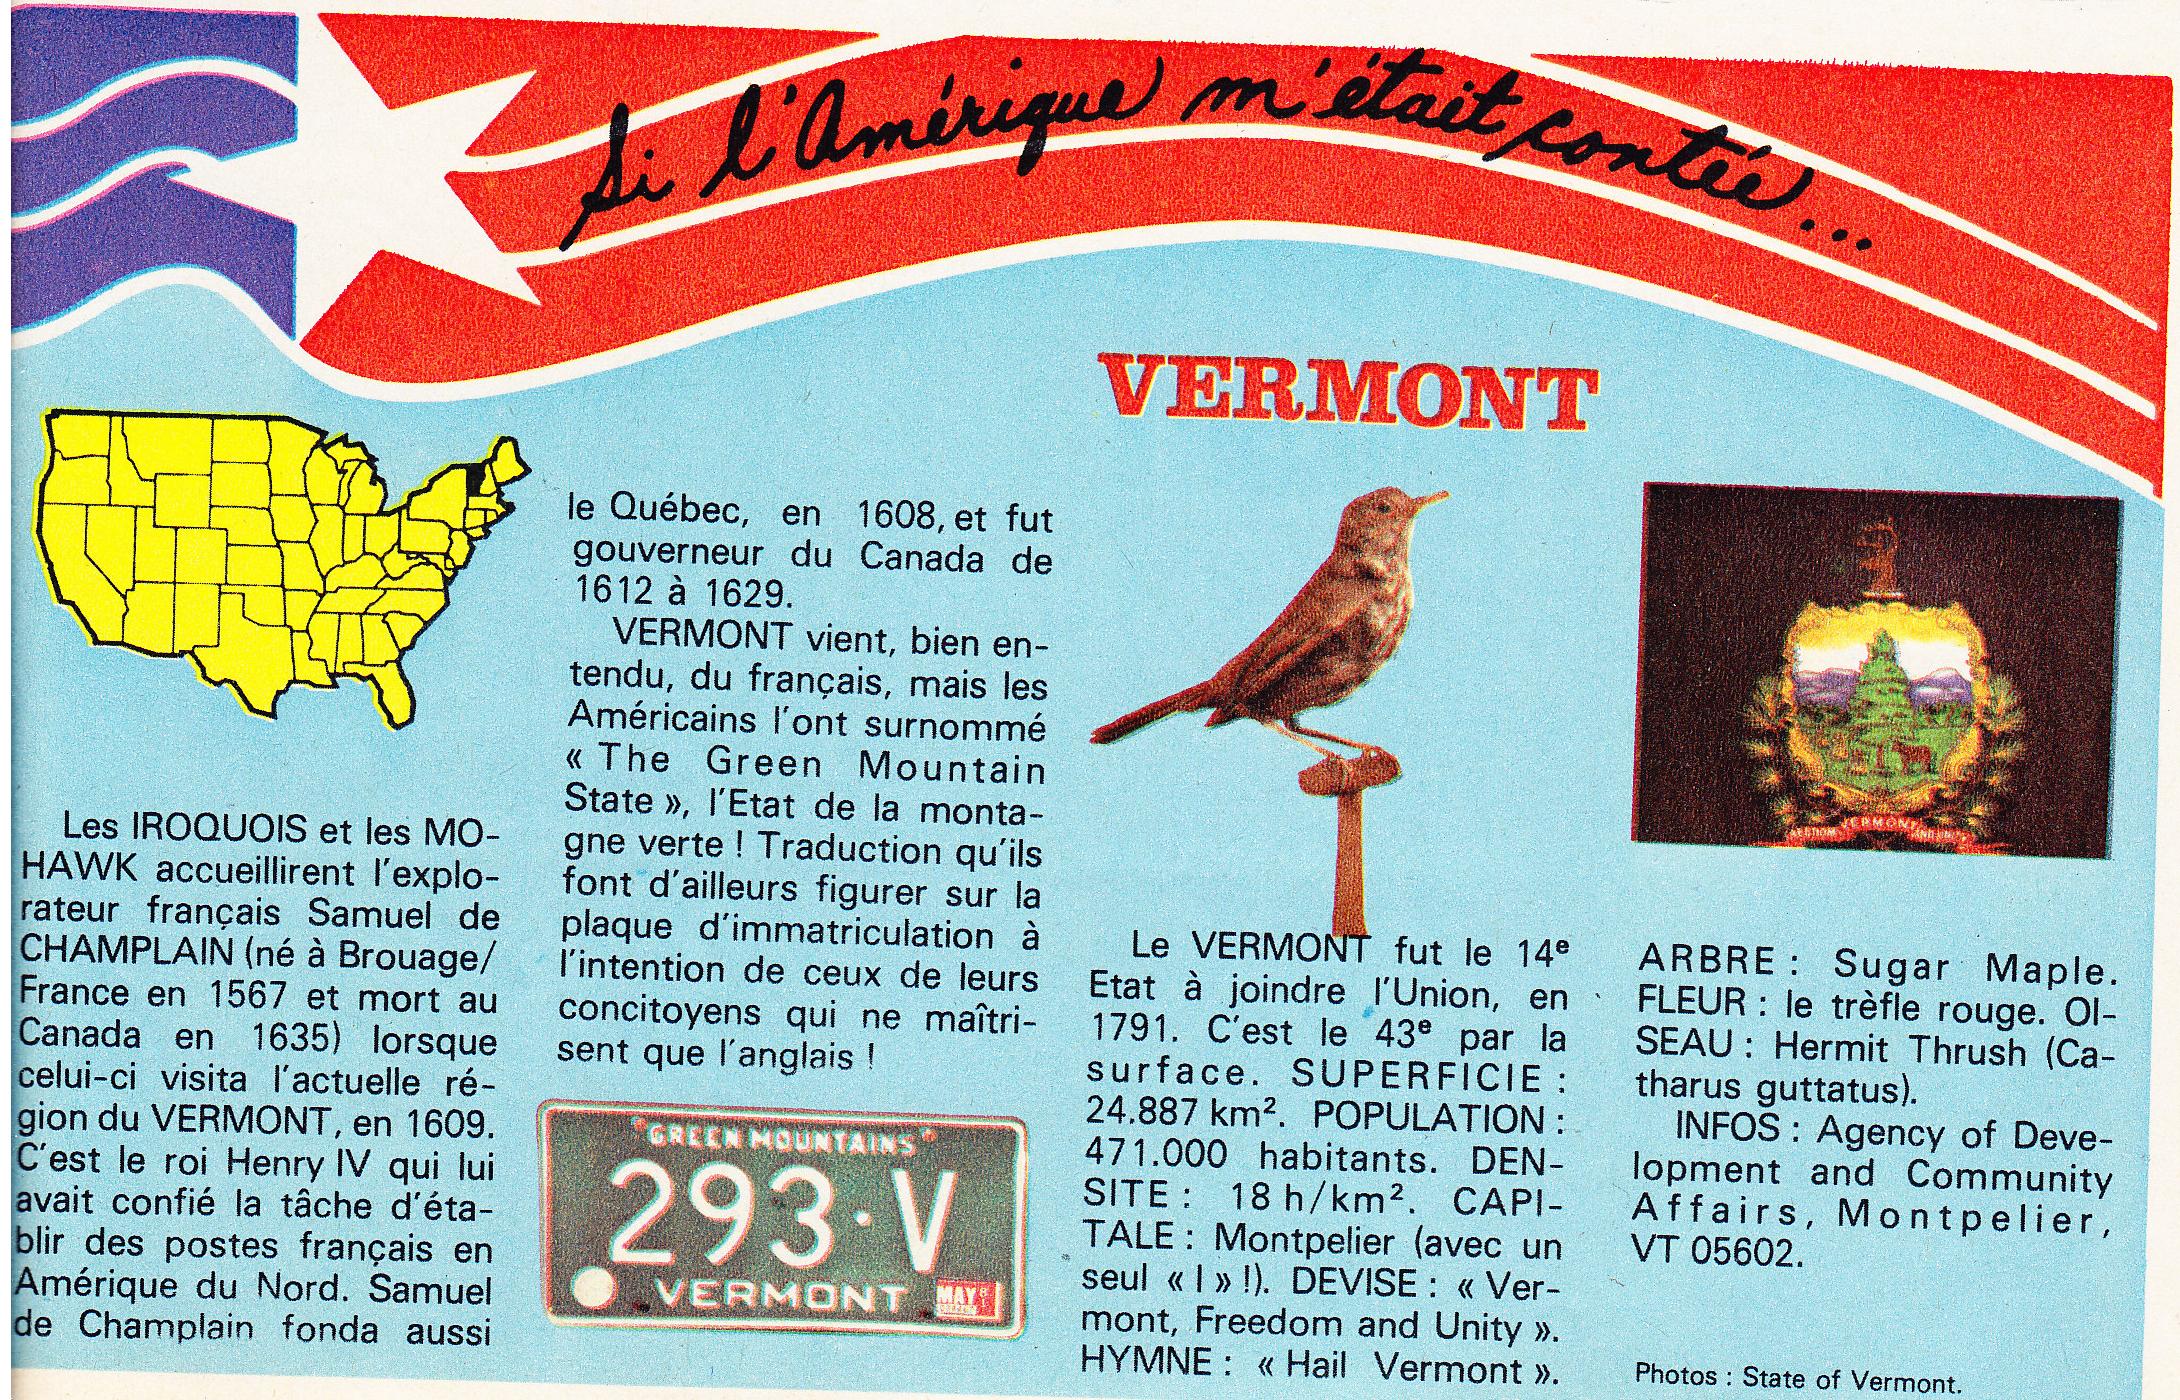 Si l'Amérique m'était contée...
VERMONT
Les IROQUOIS et les MO-
HAWK accueillirent l'explo-
rateur français Samuel de
CHAMPLAIN (né à Brouage/
France en 1567 et mort au
Canada en 1635) lorsque
celui-ci visita l'actuelle ré-
gion du VERMONT, en 1609.
C'est le roi Henry IV qui lui
avait confié la tâche d'éta-
blir des postes français en
Amérique du Nord. Samuel
de Champlain fonda aussi
le Québec, en 1608, et fut
gouverneur du Canada de
1612 à 1629.
VERMONT vient, bien en-
tendu, du français, mais les
Américains l'ont surnommé
« The Green Mountain
State », l'Etat de la monta-
gne verte ! Traduction qu'ils
font d'ailleurs figurer sur la
plaque d'immatriculation à
l'intention de ceux de leurs
concitoyens qui ne maîtri-
sent que l'anglais !
GREEN MOUNTAINS
293·V
VERMONT
MAY
Le VERMONT fut le 14e
Etat à joindre l'Union, en
1791. C'est le 43e par la
surface. SUPERFICIE :
24.887 km². POPULATION :
471.000 habitants. DEN-
SITE : 18 h/km². CAPI-
TALE : Montpelier (avec un
seul « l » !). DEVISE : « Ver-
mont, Freedom and Unity ».
HYMNE : « Hail Vermont ».
VERMONT
ARBRE : Sugar Maple.
FLEUR : le trèfle rouge. OI-
SEAU : Hermit Thrush (Ca-
tharus guttatus).
INFOS : Agency of Deve-
lopment and Community
Affairs, Montpelier,
VT 05602.
Photos : State of Vermont.